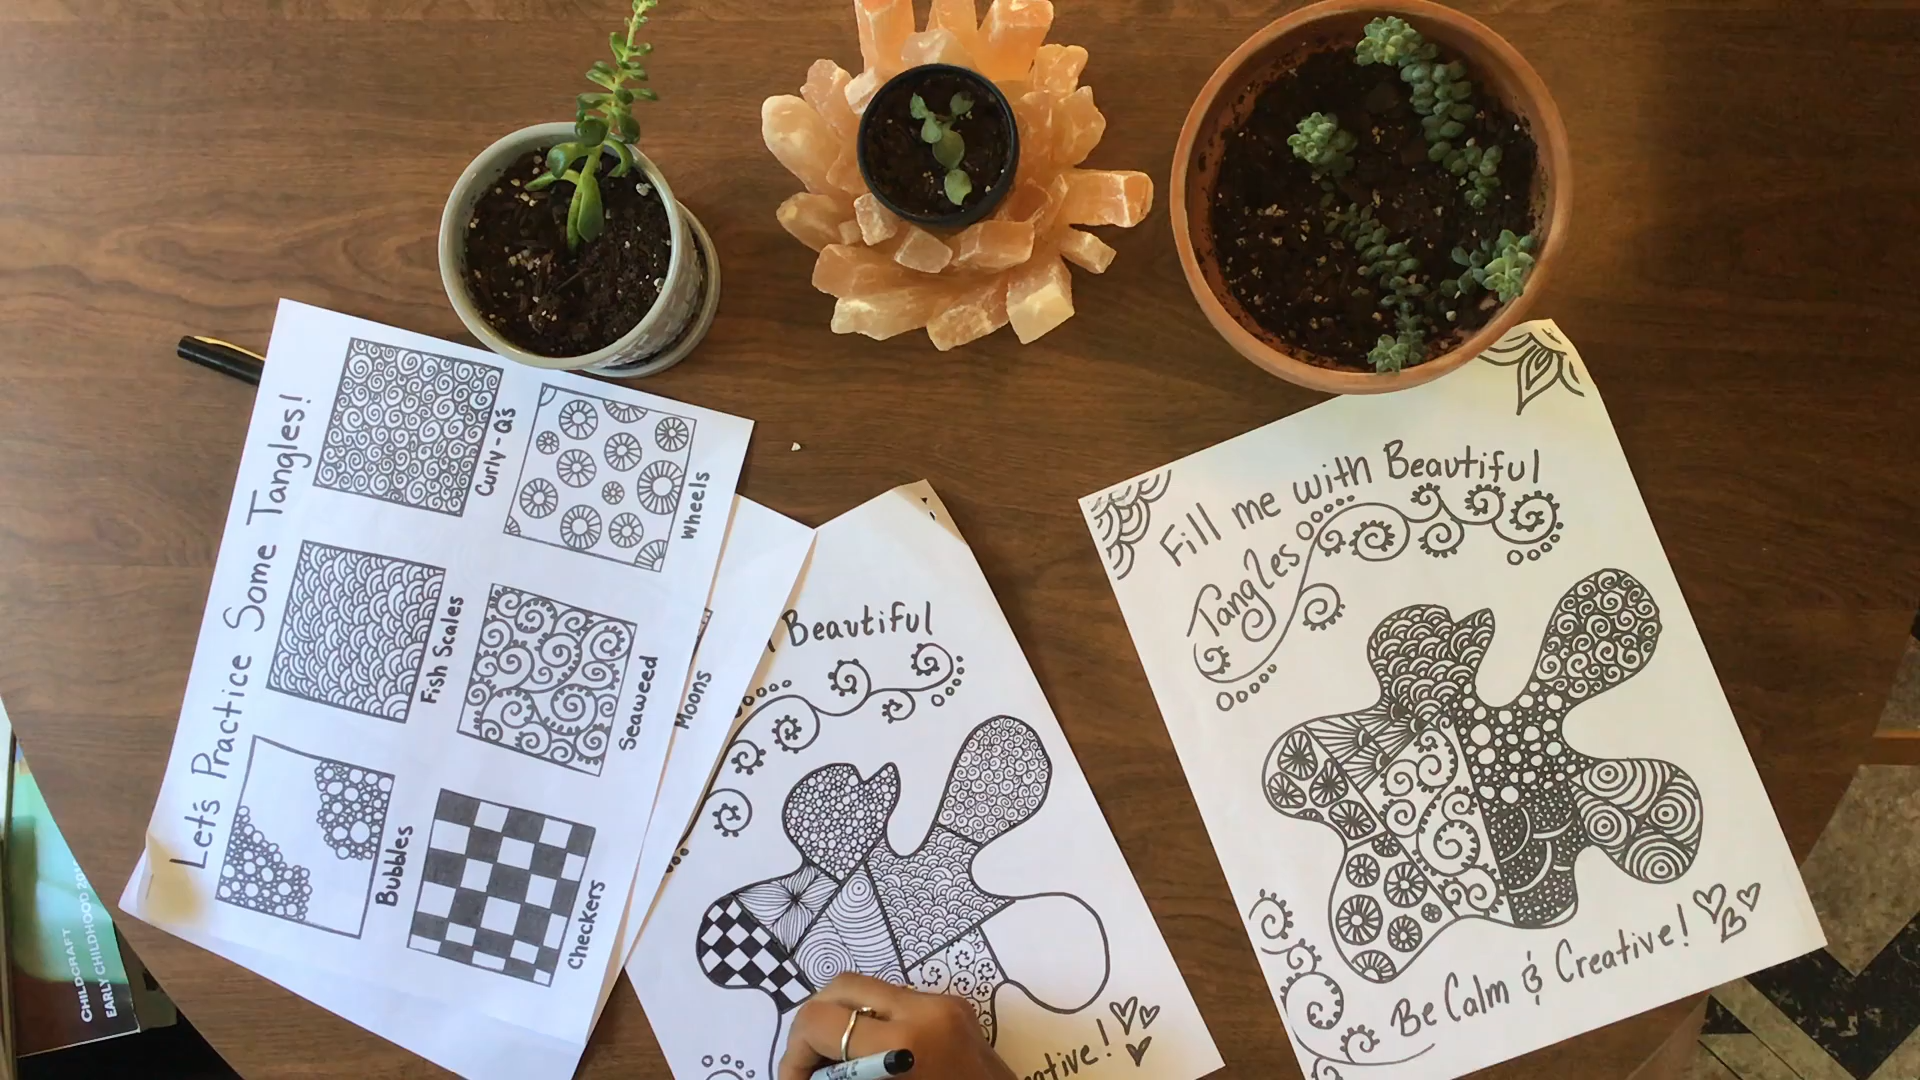 Let's Practice Some Tangles!
Curly-Q's
Wheels
Fish Scales
Seaweed
Bubbles
Checkers
Moons
Beautiful
Fill me with Beautiful
Tangles
Be Calm & Creative!
CHILDCRAFT
EARLY CHILDHOOD